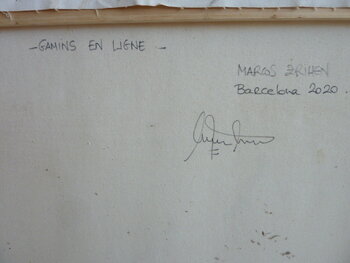 - GAMINS EN LIGNE -
MARCOS ZRIHEN
Barcelona 2020.